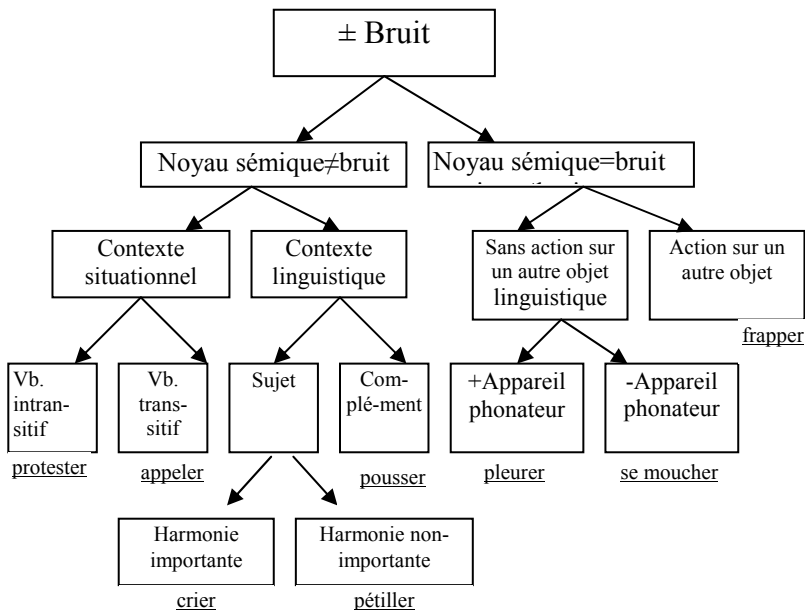 ± Bruit
Noyau sémique≠bruit
Noyau sémique=bruit
Contexte
situationnel
Contexte
linguistique
Sans action sur
un autre objet
linguistique
Action sur un
autre objet
frapper
Vb.
intran-
sitif
Vb.
trans-
sitif
Sujet
Com-
plé-ment
+Appareil
phonateur
-Appareil
phonateur
protester
appeler
pousser
pleurer
se moucher
Harmonie
importante
Harmonie non-
importante
crier
pétiller